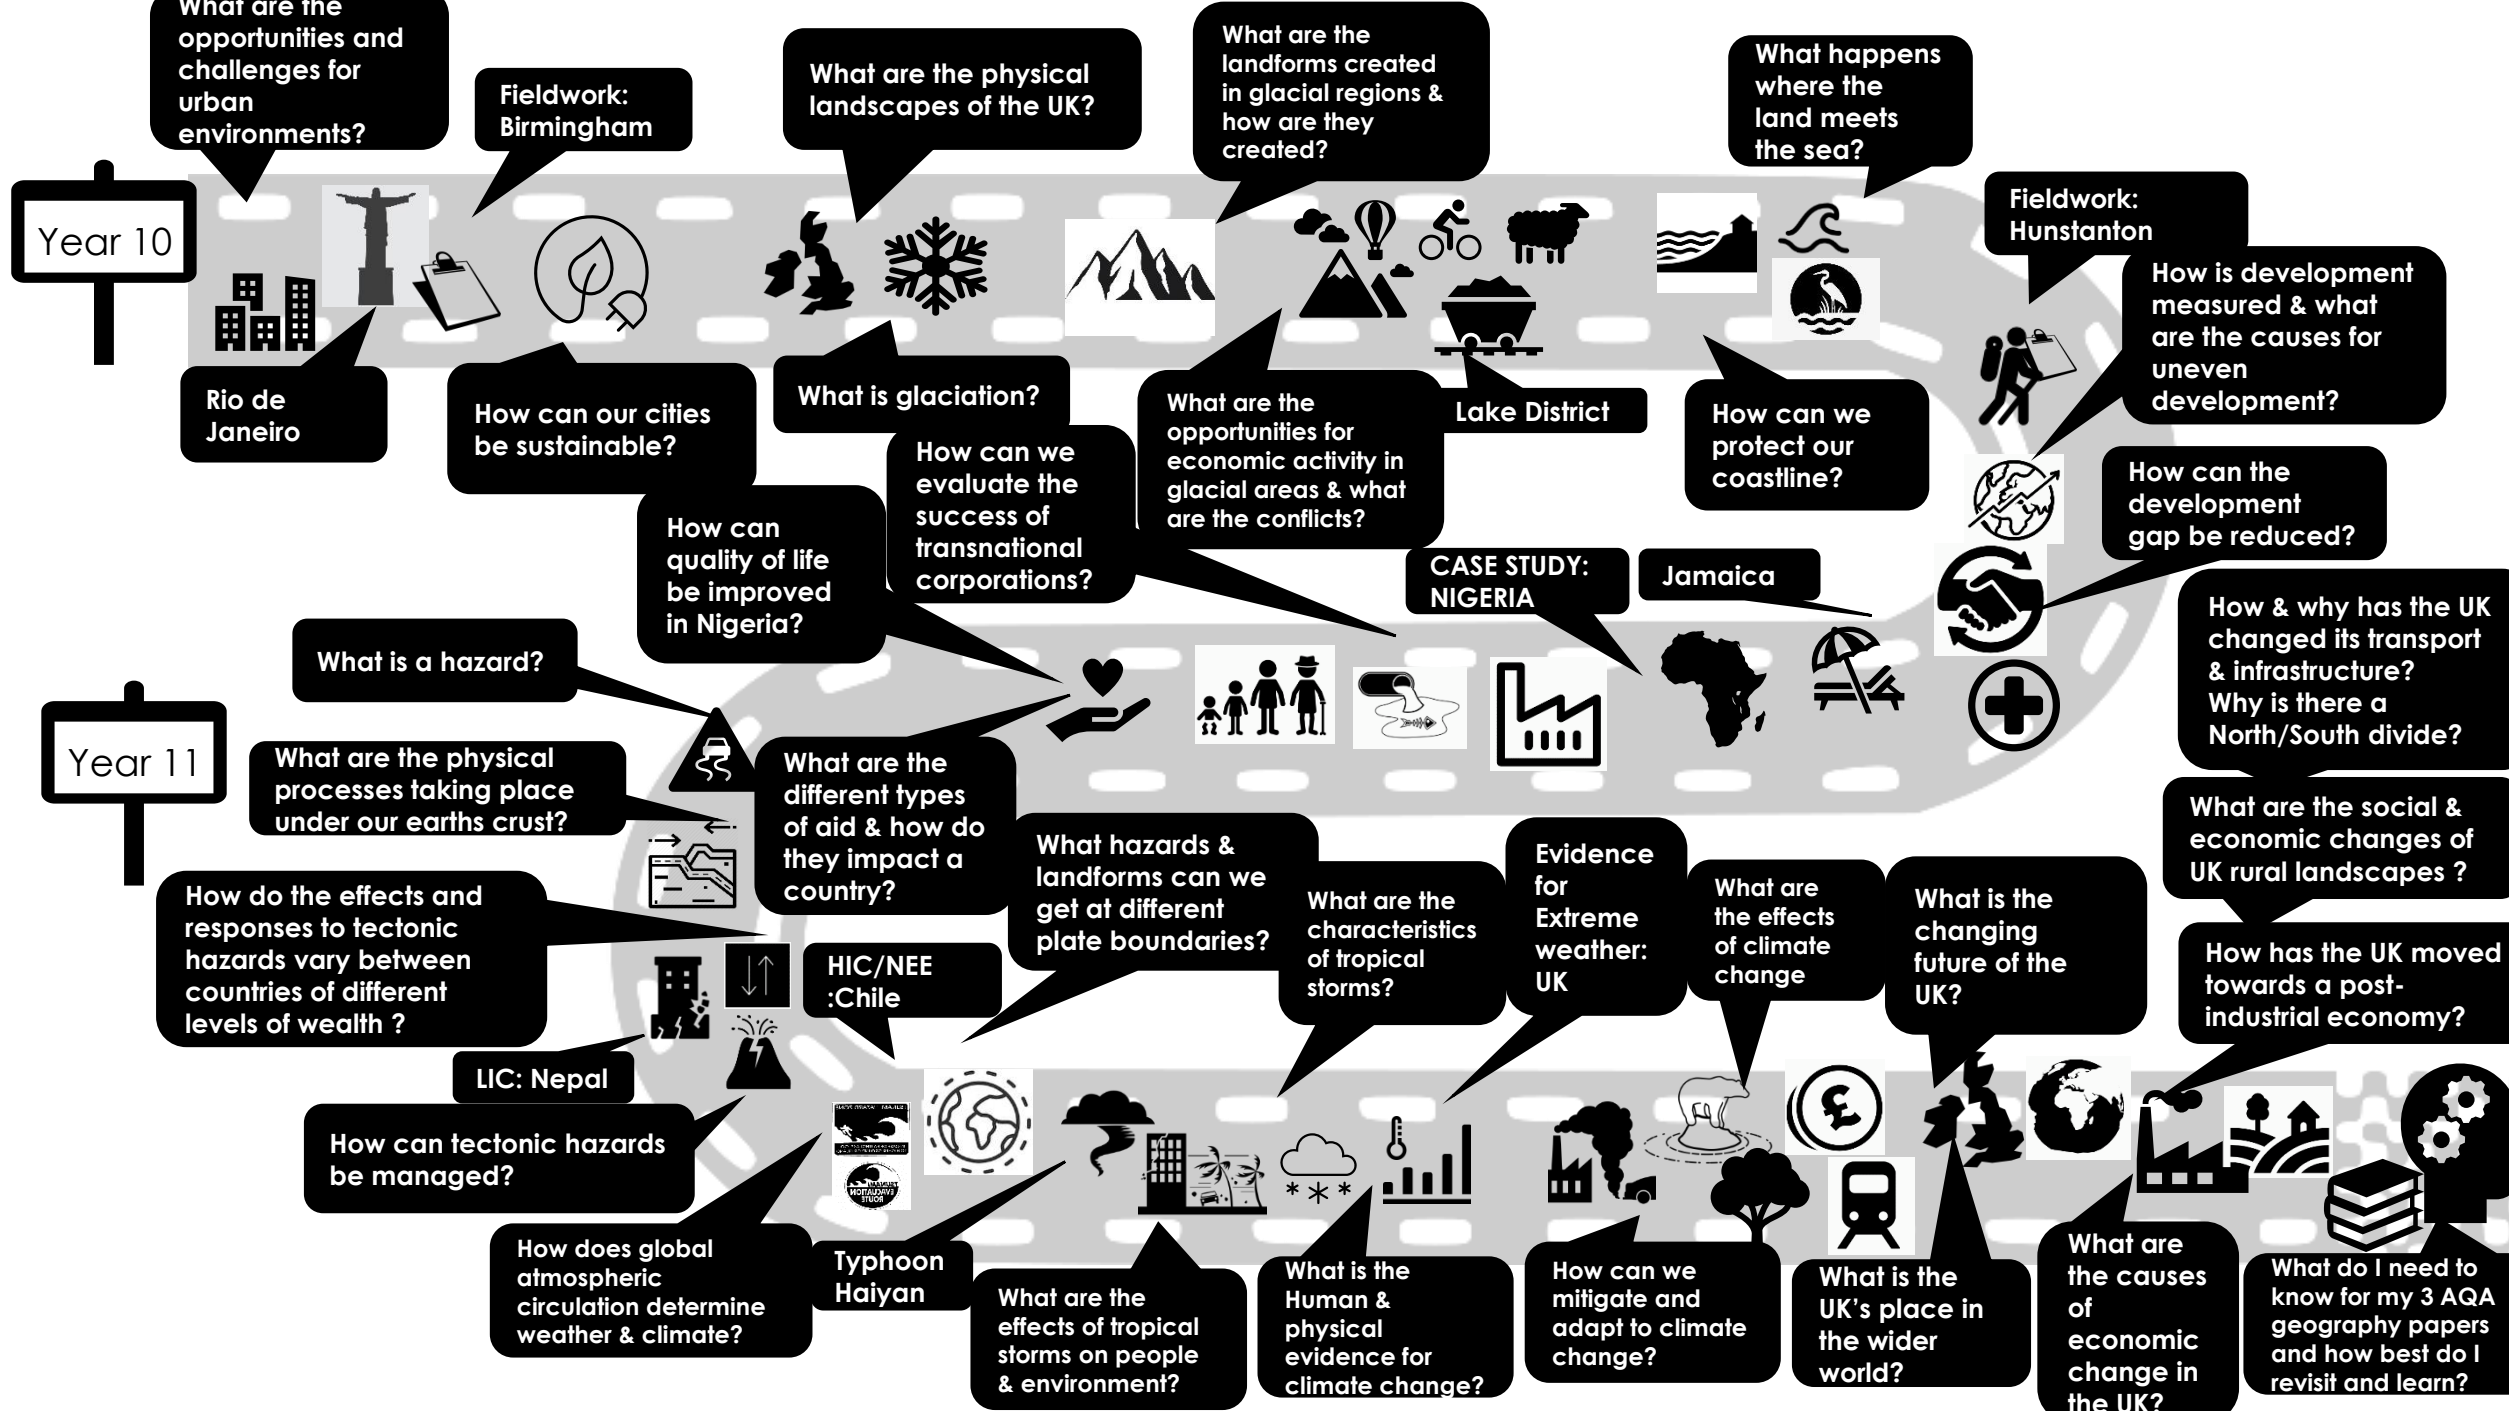 What are the
opportunities and
challenges for
urban
environments?
Fieldwork:
Birmingham
What are the physical
landscapes of the UK?
What are the
landforms created
in glacial regions &
how are they
created?
What happens
where the
land meets
the sea?
Fieldwork:
Hunstanton
Year 10
How is development
measured & what
are the causes for
uneven
development?
Rio de
Janeiro
How can our cities
be sustainable?
What is glaciation?
What are the
opportunities for
economic activity in
glacial areas & what
are the conflicts?
Lake District
How can we
protect our
coastline?
How can the
development
gap be reduced?
How can we
evaluate the
success of
transnational
corporations?
How can
quality of life
be improved
in Nigeria?
CASE STUDY:
NIGERIA
Jamaica
How & why has the UK
changed its transport
& infrastructure?
Why is there a
North/South divide?
What is a hazard?
Year 11
What are the physical
processes taking place
under our earths crust?
What are the
different types
of aid & how do
they impact a
country?
What are the social &
economic changes of
UK rural landscapes ?
How do the effects and
responses to tectonic
hazards vary between
countries of different
levels of wealth ?
HIC/NEE
:Chile
What hazards &
landforms can we
get at different
plate boundaries?
What are the
characteristics
of tropical
storms?
Evidence
for
Extreme
weather:
UK
What are
the effects
of climate
change
What is the
changing
future of the
UK?
How has the UK moved
towards a post-
industrial economy?
LIC: Nepal
How can tectonic hazards
be managed?
How does global
atmospheric
circulation determine
weather & climate?
EVACUATION
ROUTE
Typhoon
Haiyan
What are the
effects of tropical
storms on people
& environment?
What is the
Human &
physical
evidence for
climate change?
How can we
mitigate and
adapt to climate
change?
£
What is the
UK's place in
the wider
world?
What are
the causes
of
economic
change in
the UK?
What do I need to
know for my 3 AQA
geography papers
and how best do I
revisit and learn?